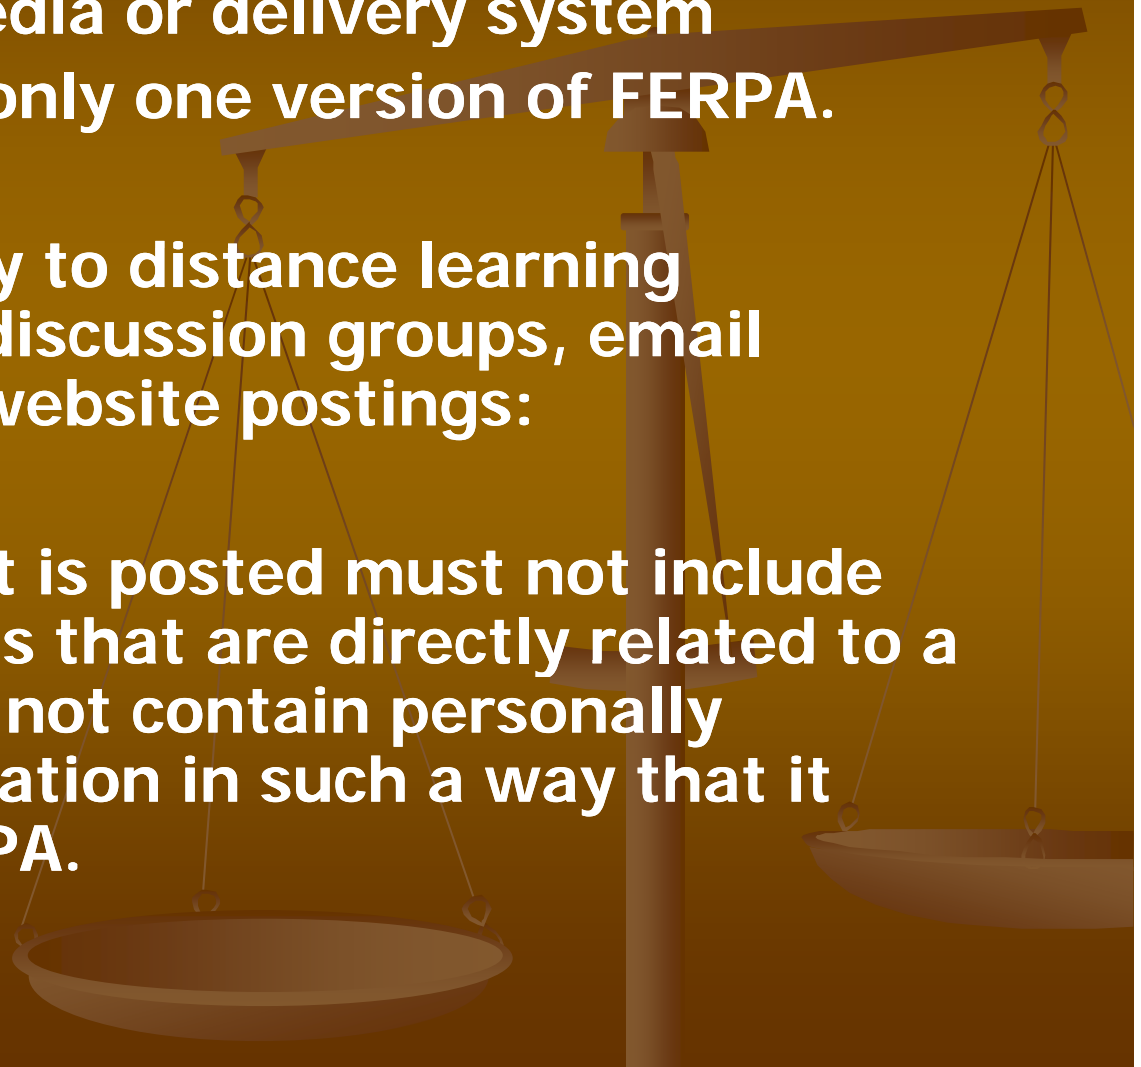 edia or delivery system
only one version of FERPA.
y to distance learning
discussion groups, email
website postings:
t is posted must not include
s that are directly related to a
not contain personally
ation in such a way that it
PA.